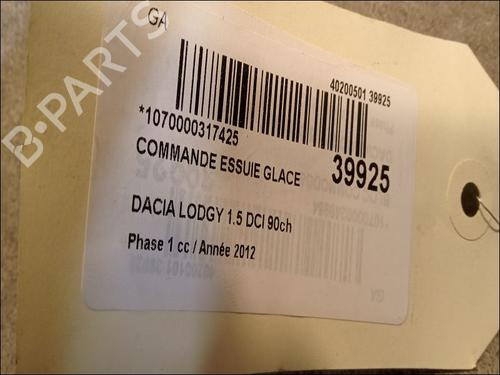 GA
40200501 39925
*1070000317425
COMMANDE ESSUIE GLACE
39925
DACIA LODGY 1.5 DCI 90ch
Phase 1 cc / Année 2012
B-PARTS
GA